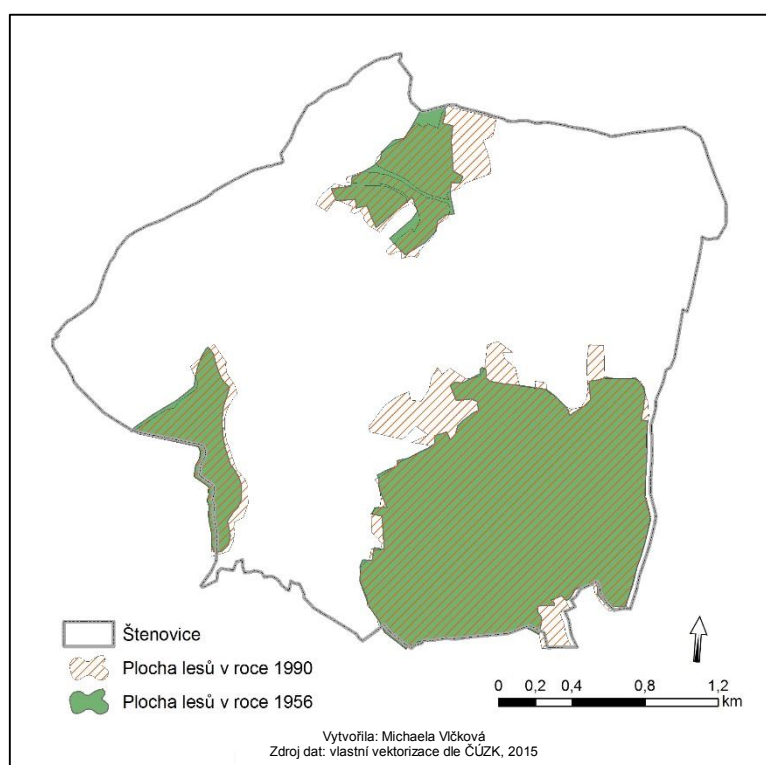 Štenovice
Plocha lesů v roce 1990
Plocha lesů v roce 1956
0 0,2 0,4 0,8 1,2
km
Vytvořila: Michaela Vlčková
Zdroj dat: vlastní vektorizace dle ČÚZK, 2015